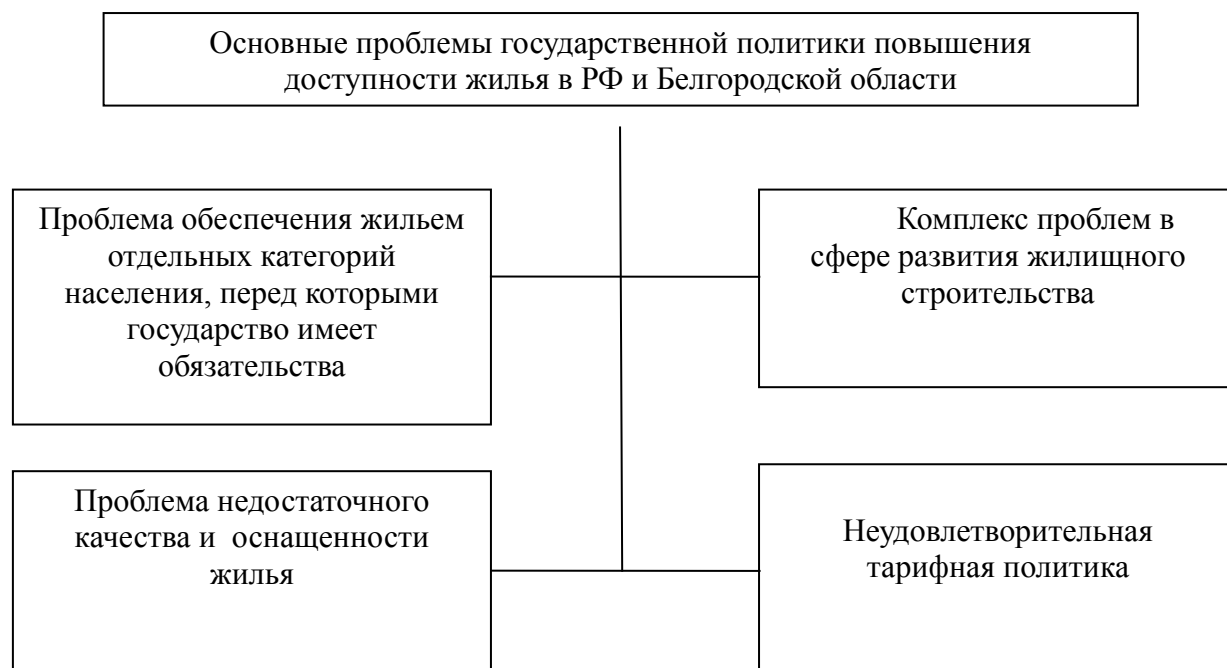 Основные проблемы государственной политики повышения
доступности жилья в РФ и Белгородской области
Проблема обеспечения жильем
отдельных категорий
населения, перед которыми
государство имеет
обязательства
Комплекс проблем в
сфере развития жилищного
строительства
Проблема недостаточного
качества и оснащенности
жилья
Неудовлетворительная
тарифная политика